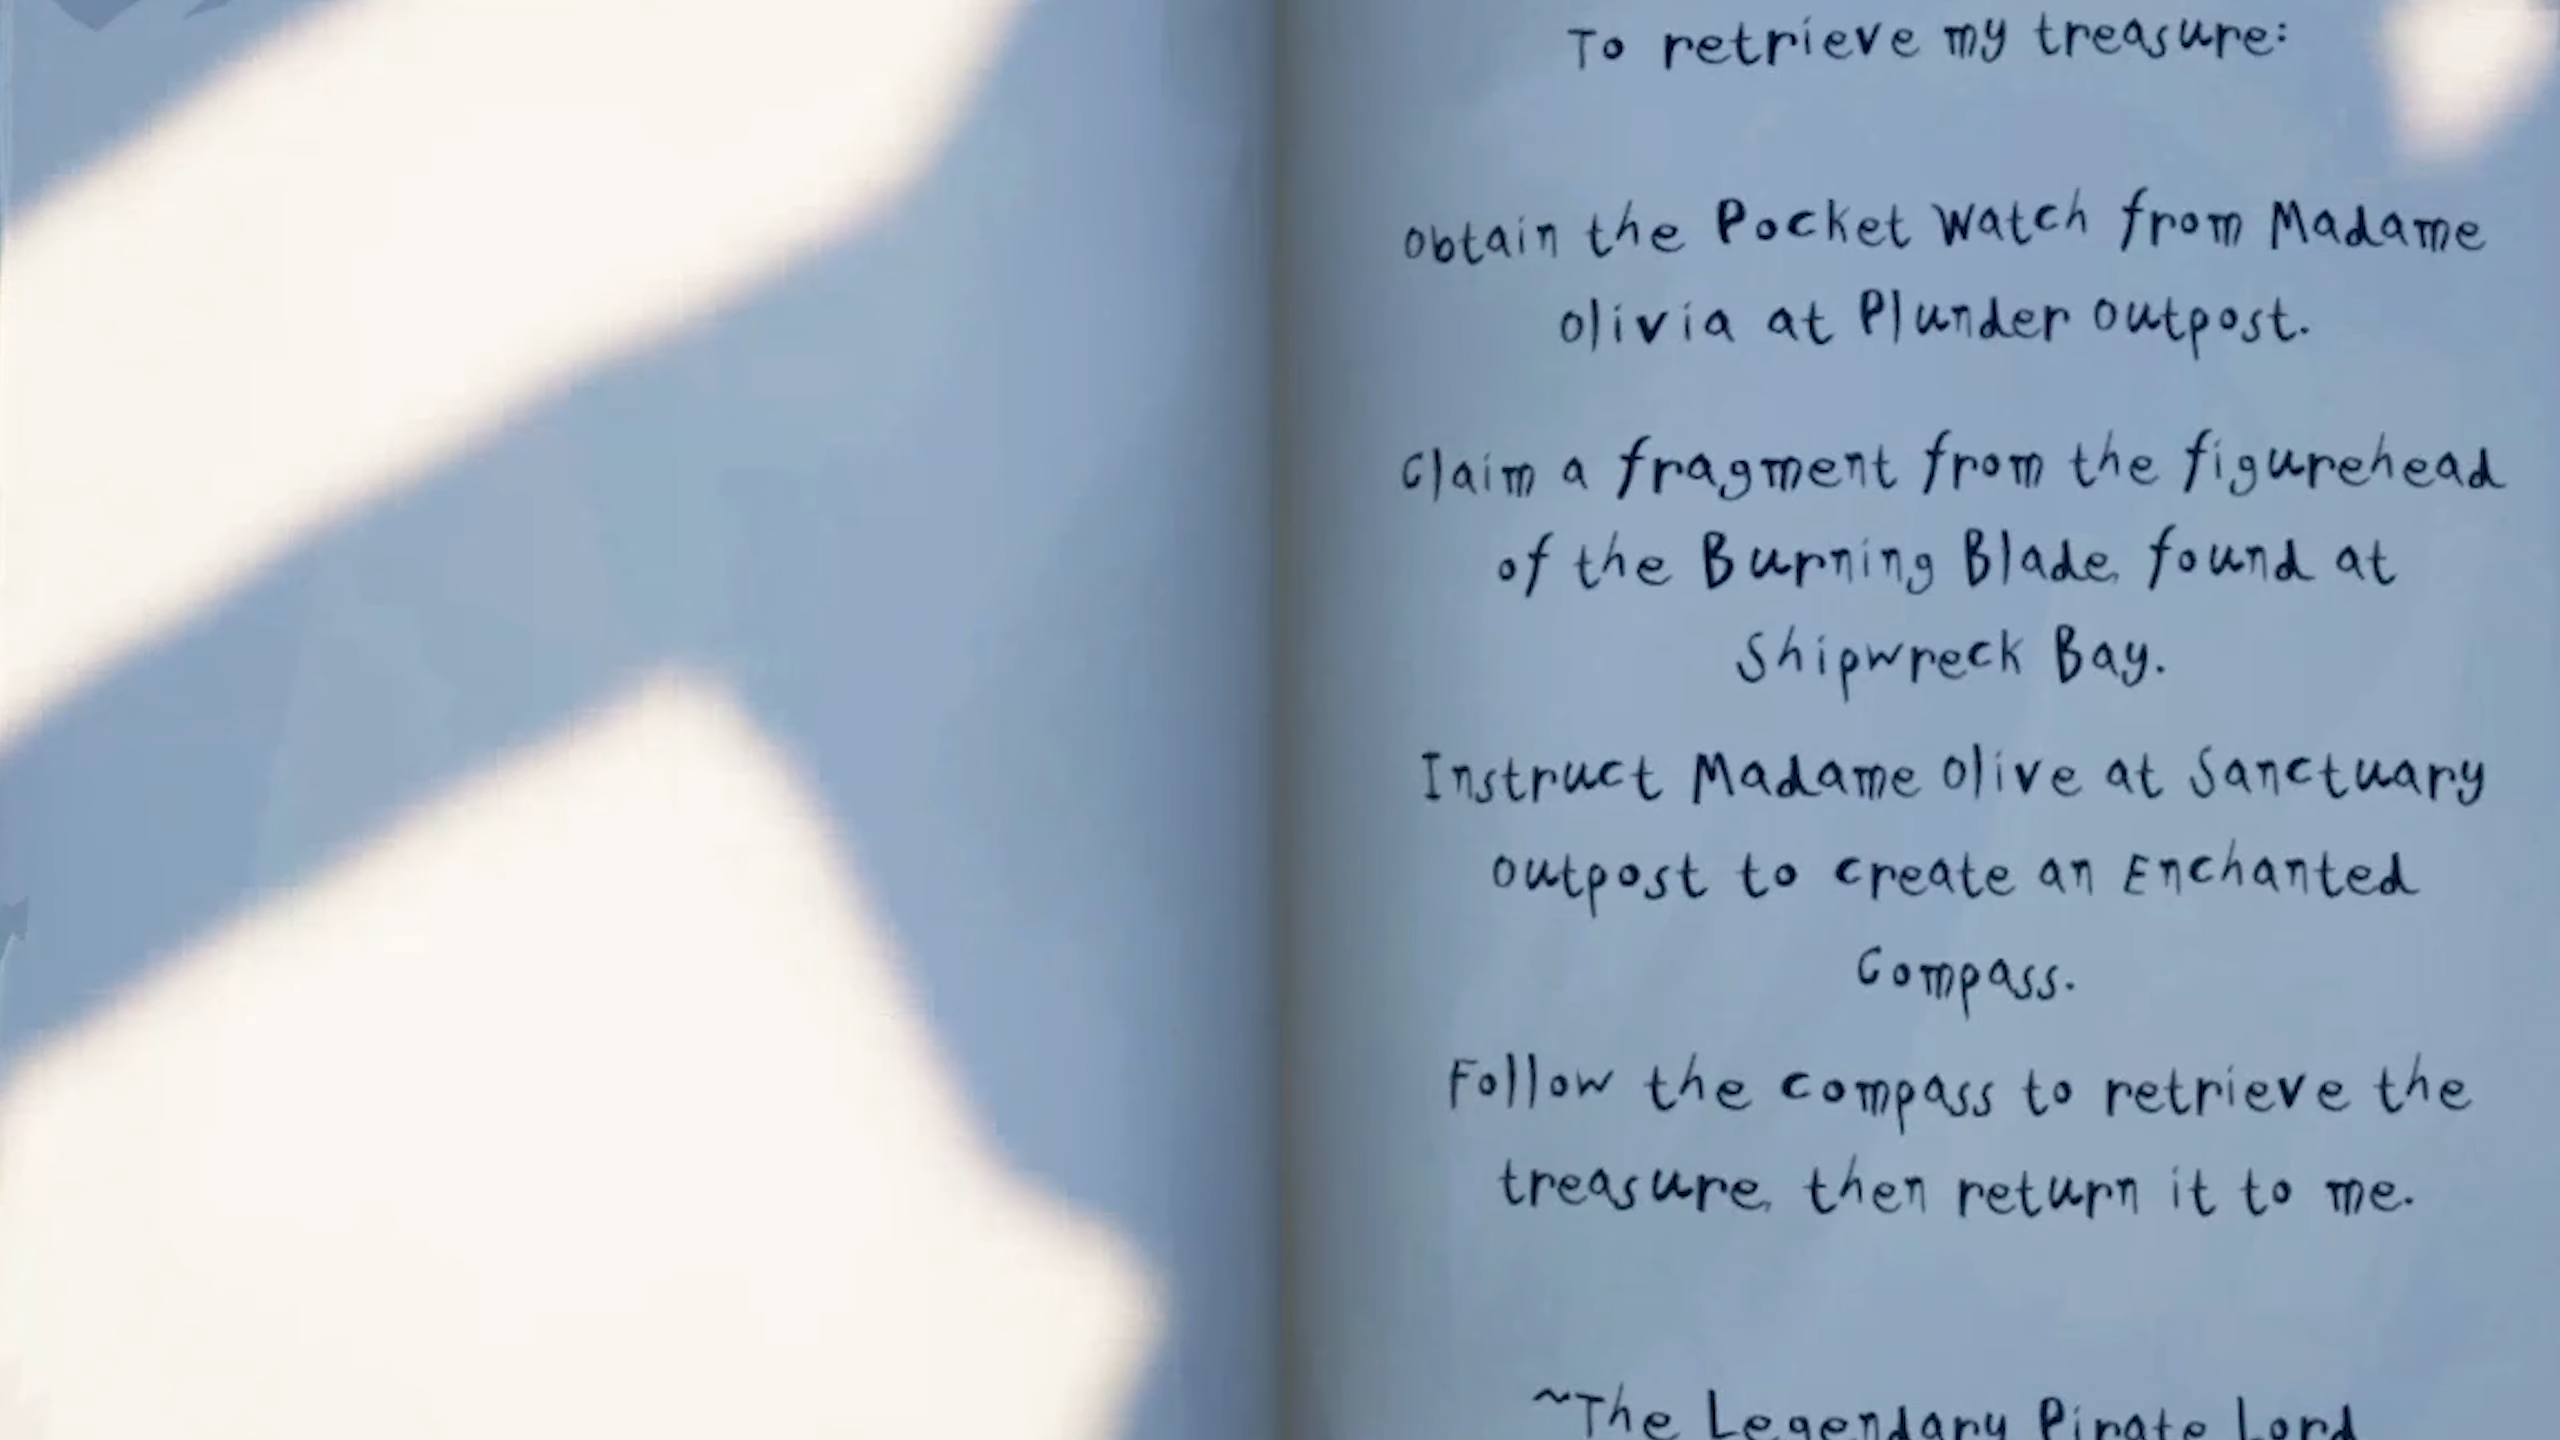 To retrieve my treasure:
Obtain the Pocket Watch from Madame
Olivia at Plunder Outpost.
Claim a fragment from the figurehead
of the Burning Blade, found at
Shipwreck Bay.
Instruct Madame Olive at Sanctuary
Outpost to create an Enchanted
Compass.
Follow the compass to retrieve the
treasure, then return it to me.
~The Legendary Pirate Lord